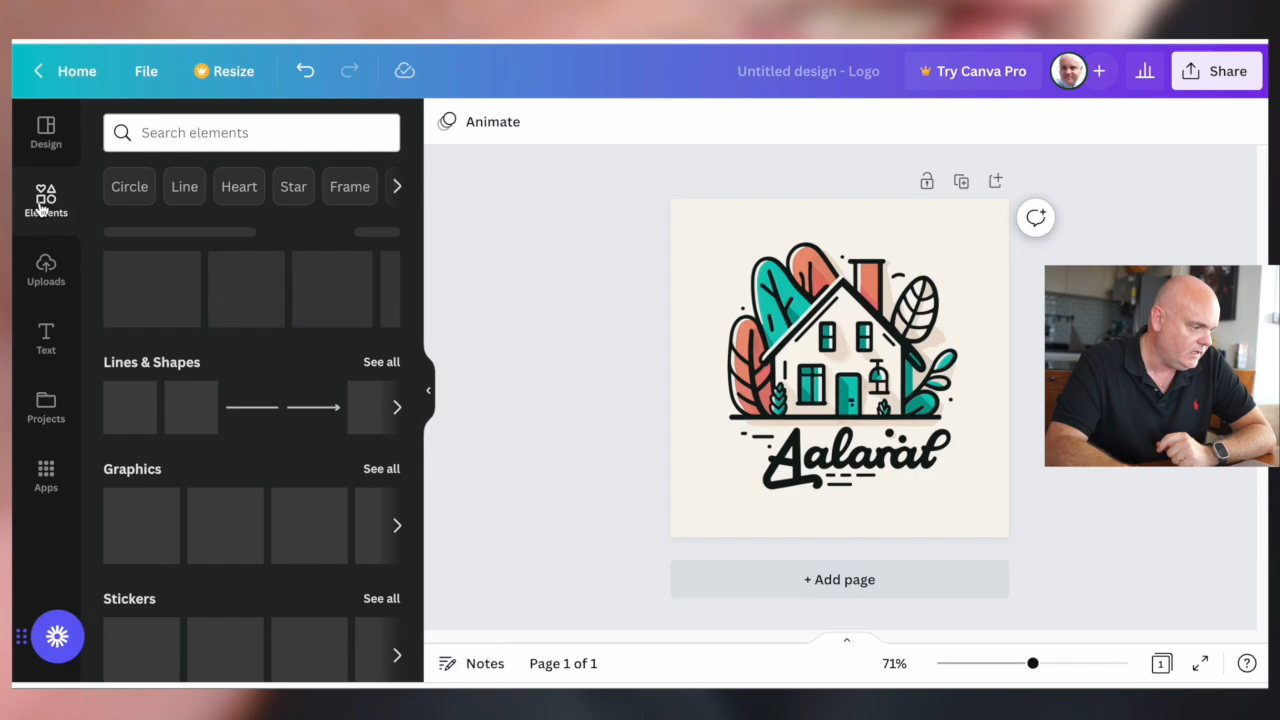 Home File Resize Untitled design - Logo Try Canva Pro Share
Design
Elements
Uploads
Text
Projects
Apps
Search elements
Circle Line Heart Star Frame
Lines & Shapes See all
Graphics See all
Stickers See all
Animate
Aalarat
+ Add page
Notes Page 1 of 1 71% 1